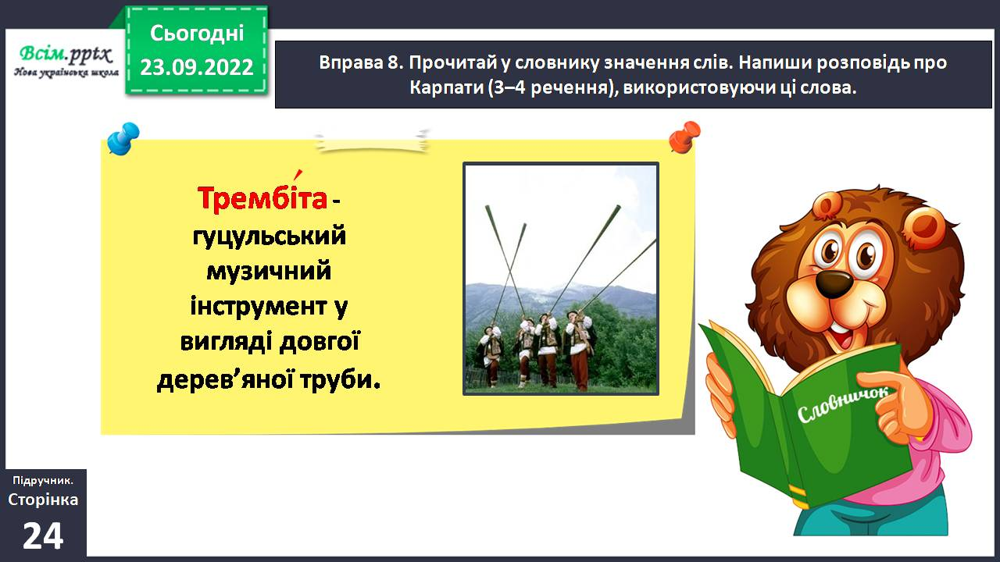 Сьогодні
23.09.2022
Всім.pptx
Нова українська школа
Вправа 8. Прочитай у словнику значення слів. Напиши розповідь про
Карпати (3–4 речення), використовуючи ці слова.
Трембі́та -
гуцульський
музичний
інструмент у
вигляді довгої
дерев’яної труби.
Словничок
Підручник.
Сторінка
24